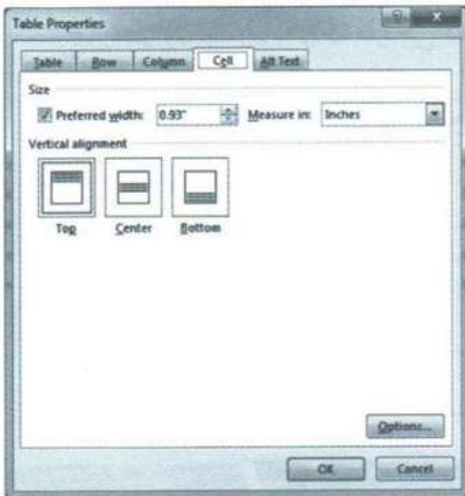 Table Properties
Table Row Column Cell Alt Text
Size
Preferred width: 0.93" Measure in: Inches
Vertical alignment
Top Center Bottom
Options...
OK Cancel